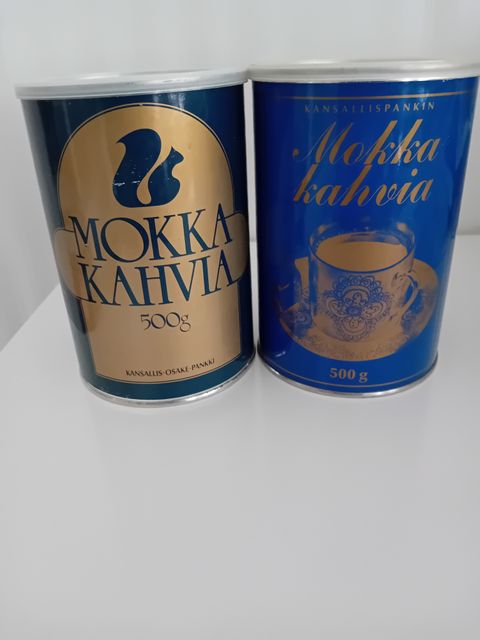 MOKKA
KAHVIA
500g
KANSALLIS-OSAKE-PANKKI
KANSALLISPANKIN
Mokka
kahvia
500 g